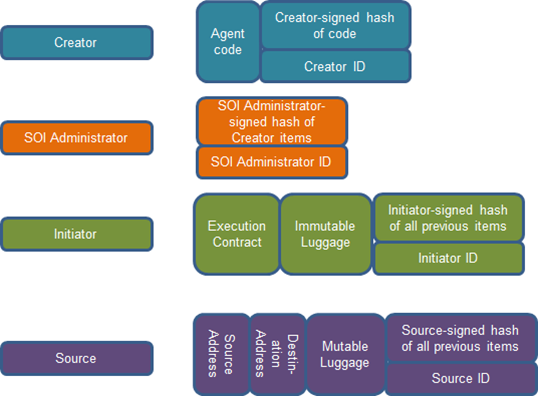 Creator
Agent
code
Creator-signed hash
of code
Creator ID
SOI Administrator
SOI Administrator-
signed hash of
Creator items
SOI Administrator ID
Initiator
Execution
Contract
Immutable
Luggage
Initiator-signed hash
of all previous items
Initiator ID
Source
Source
Address
Destin-
ation
Address
Mutable
Luggage
Source-signed hash
of all previous items
Source ID